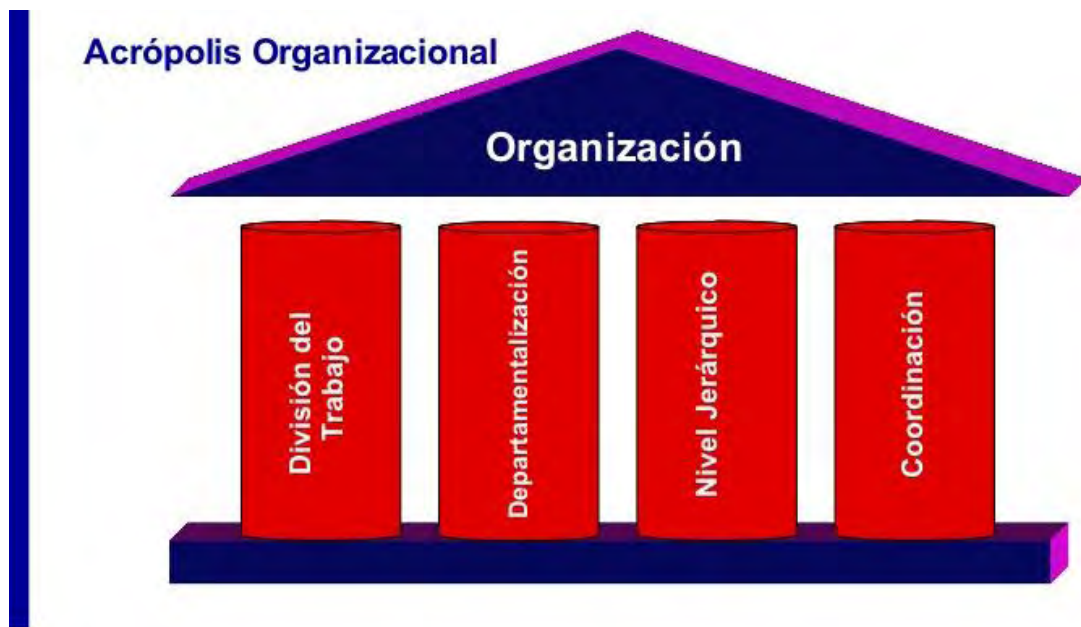 Acrópolis Organizacional
Organización
División del
Trabajo
Departamentalización
Nivel Jerárquico
Coordinación